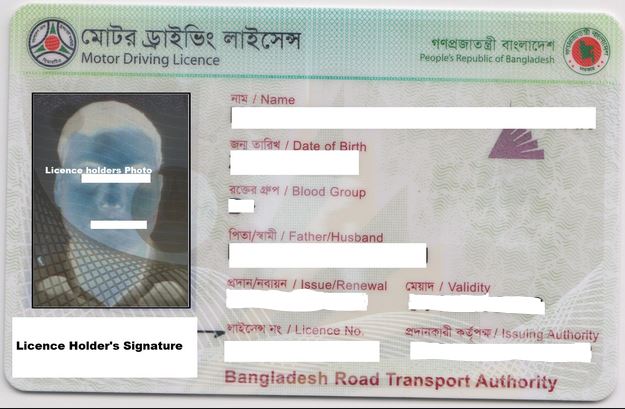 মোটর ড্রাইভিং লাইসেন্স
Motor Driving Licence
গণপ্রজাতন্ত্রী বাংলাদেশ
People's Republic of Bangladesh
নাম / Name
Licence holders Photo
জন্ম তারিখ / Date of Birth
রক্তের গ্রুপ / Blood Group
পিতা/স্বামী / Father/Husband
প্রদান/নবায়ন / Issue/Renewal
মেয়াদ / Validity
Licence Holder's Signature
লাইসেন্স নং / Licence No.
প্রদানকারী কর্তৃপক্ষ / Issuing Authority
Bangladesh Road Transport Authority